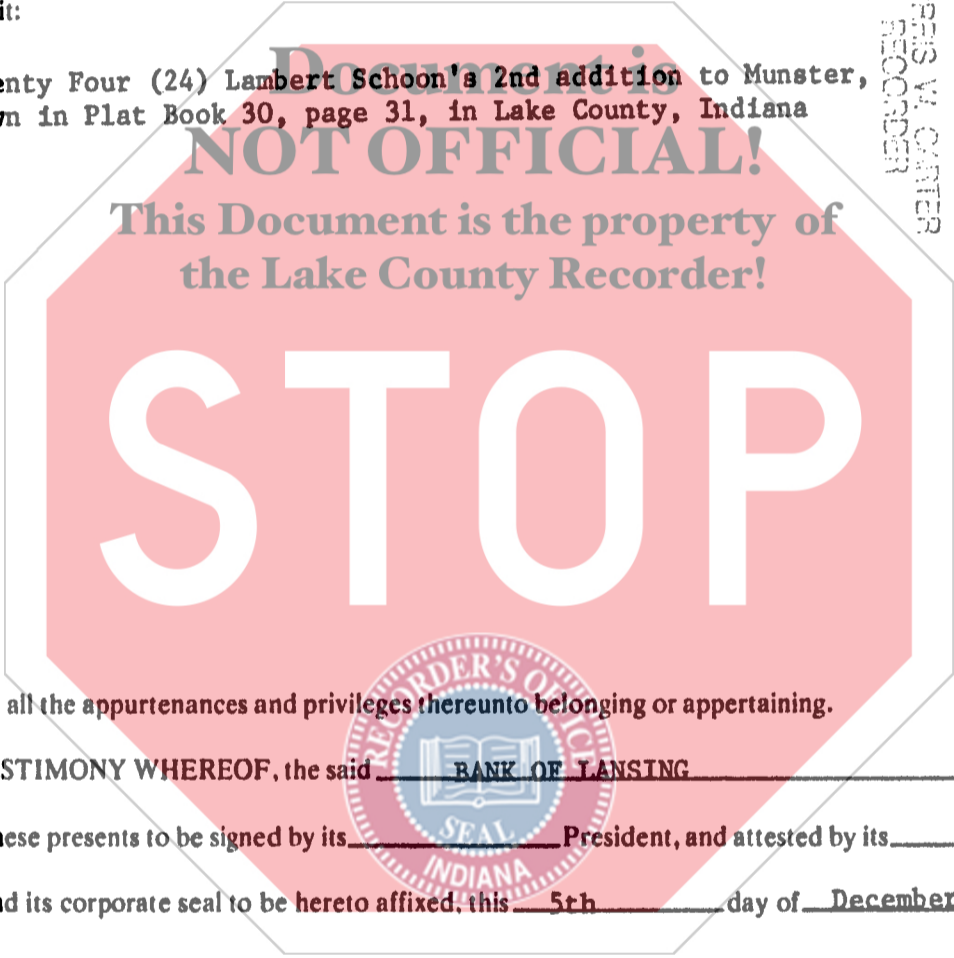 it:
enty Four (24) Lambert Schoon's 2nd addition to Munster,
n in Plat Book 30, page 31, in Lake County, Indiana
W. CARTER
RECORDER
Document is
NOT OFFICIAL!
This Document is the property of
the Lake County Recorder!
STOP
all the appurtenances and privileges thereunto belonging or appertaining.
STIMONY WHEREOF, the said BANK OF LANSING
ese presents to be signed by its President, and attested by its
d its corporate seal to be hereto affixed, this 5th day of December
RECORDER'S OFFICE
SEAL
INDIANA